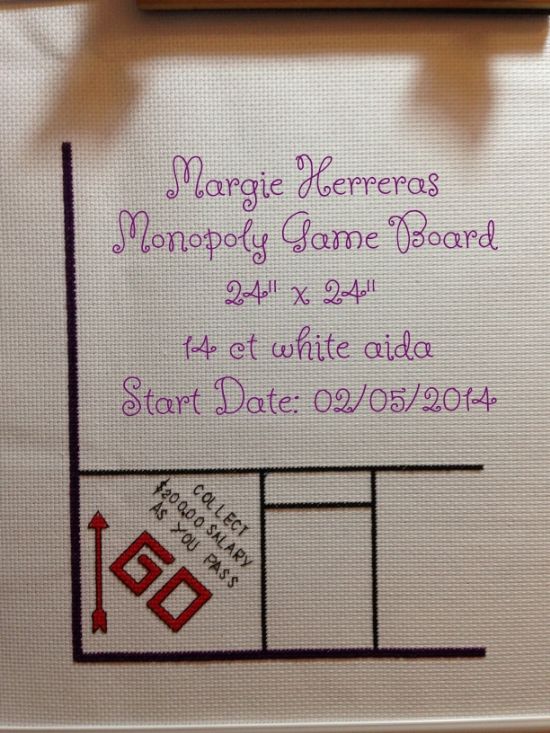 Margie Herreras
Monopoly Game Board
24" x 24"
14 ct white aida
Start Date: 02/05/2014
COLLECT
$200.00 SALARY
AS YOU PASS
GO